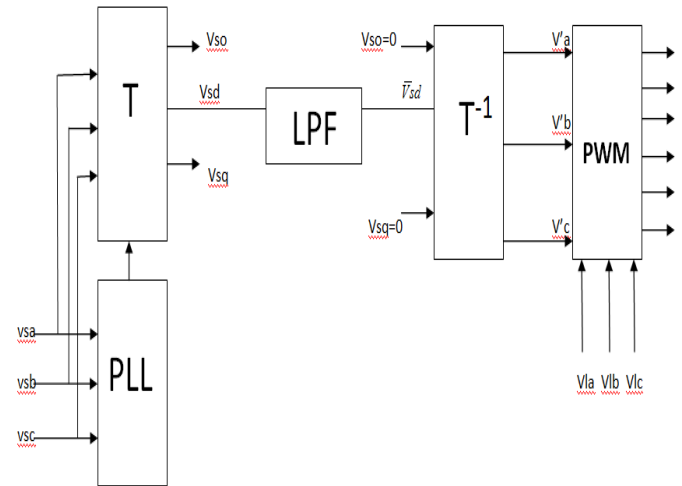 Vso
Vso=0
V'a
T
Vsd
LPF
V̅sd
T-1
V'b
PWM
Vsq
Vsq=0
V'c
vsa
vsb
vsc
PLL
Vla Vlb Vlc